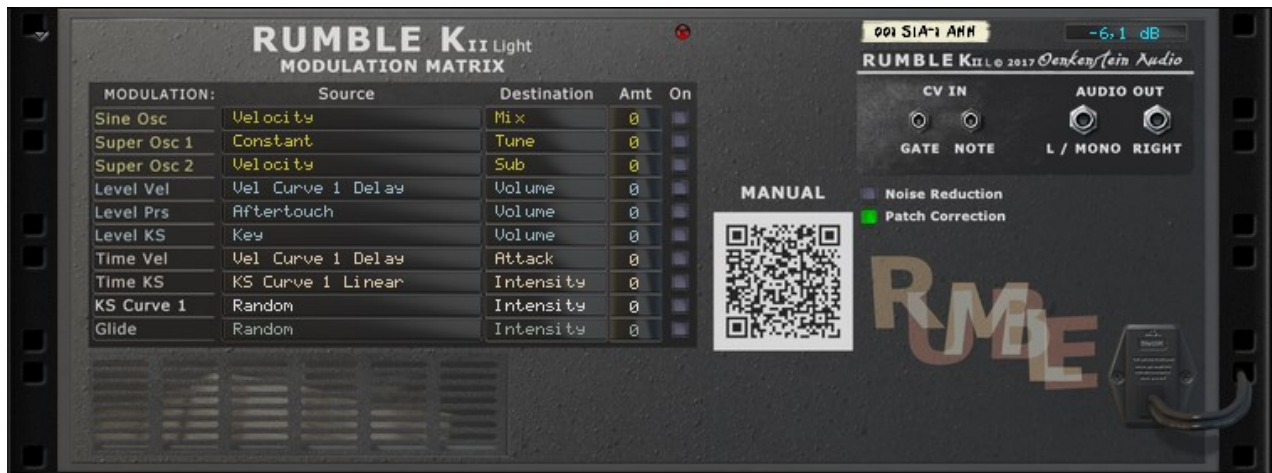 RUMBLE KII Light
MODULATION MATRIX
MODULATION: Source Destination Amt On
Sine Osc Velocity Mix 0
Super Osc 1 Constant Tune 0
Super Osc 2 Velocity Sub 0
Level Vel Vel Curve 1 Delay Volume 0
Level Prs Aftertouch Volume 0
Level KS Key Volume 0
Time Vel Vel Curve 1 Delay Attack 0
Time KS KS Curve 1 Linear Intensity 0
KS Curve 1 Random Intensity 0
Glide Random Intensity 0
MANUAL
-6,1 dB
RUMBLE KII L © 2017 Oenkenstein Audio
CV IN AUDIO OUT
GATE NOTE L / MONO RIGHT
Noise Reduction
Patch Correction
RUMBLE